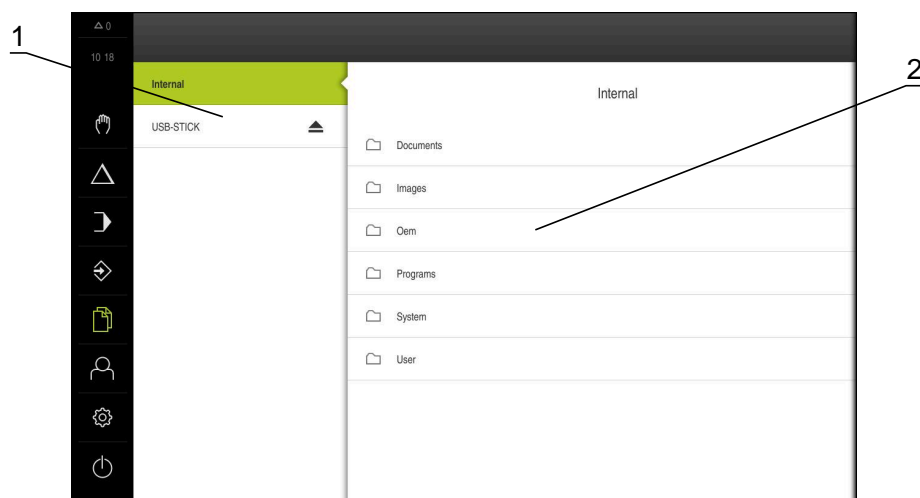 1
0
10 18
2
Internal
Internal
USB-STICK
Documents
Images
Oem
Programs
System
User